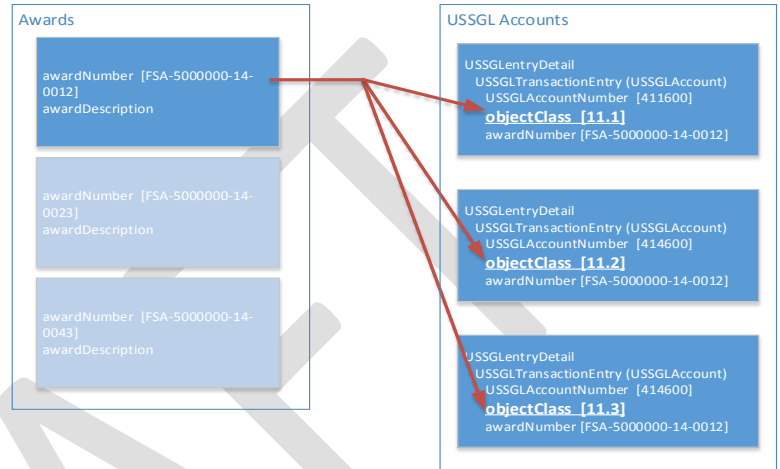 Awards
awardNumber [FSA-5000000-14-
0012]
awardDescription
awardNumber [FSA-5000000-14-
0023]
awardDescription
awardNumber [FSA-5000000-14-
0043]
awardDescription
USSGL Accounts
USSGLentryDetail
USSGLTransactionEntry (USSGLAccount)
USSGLAccountNumber [411600]
objectClass [11.1]
awardNumber [FSA-5000000-14-0012]
USSGLentryDetail
USSGLTransactionEntry (USSGLAccount)
USSGLAccountNumber [414600]
objectClass [11.2]
awardNumber [FSA-5000000-14-0012]
USSGLentryDetail
USSGLTransactionEntry (USSGLAccount)
USSGLAccountNumber [414600]
objectClass [11.3]
awardNumber [FSA-5000000-14-0012]